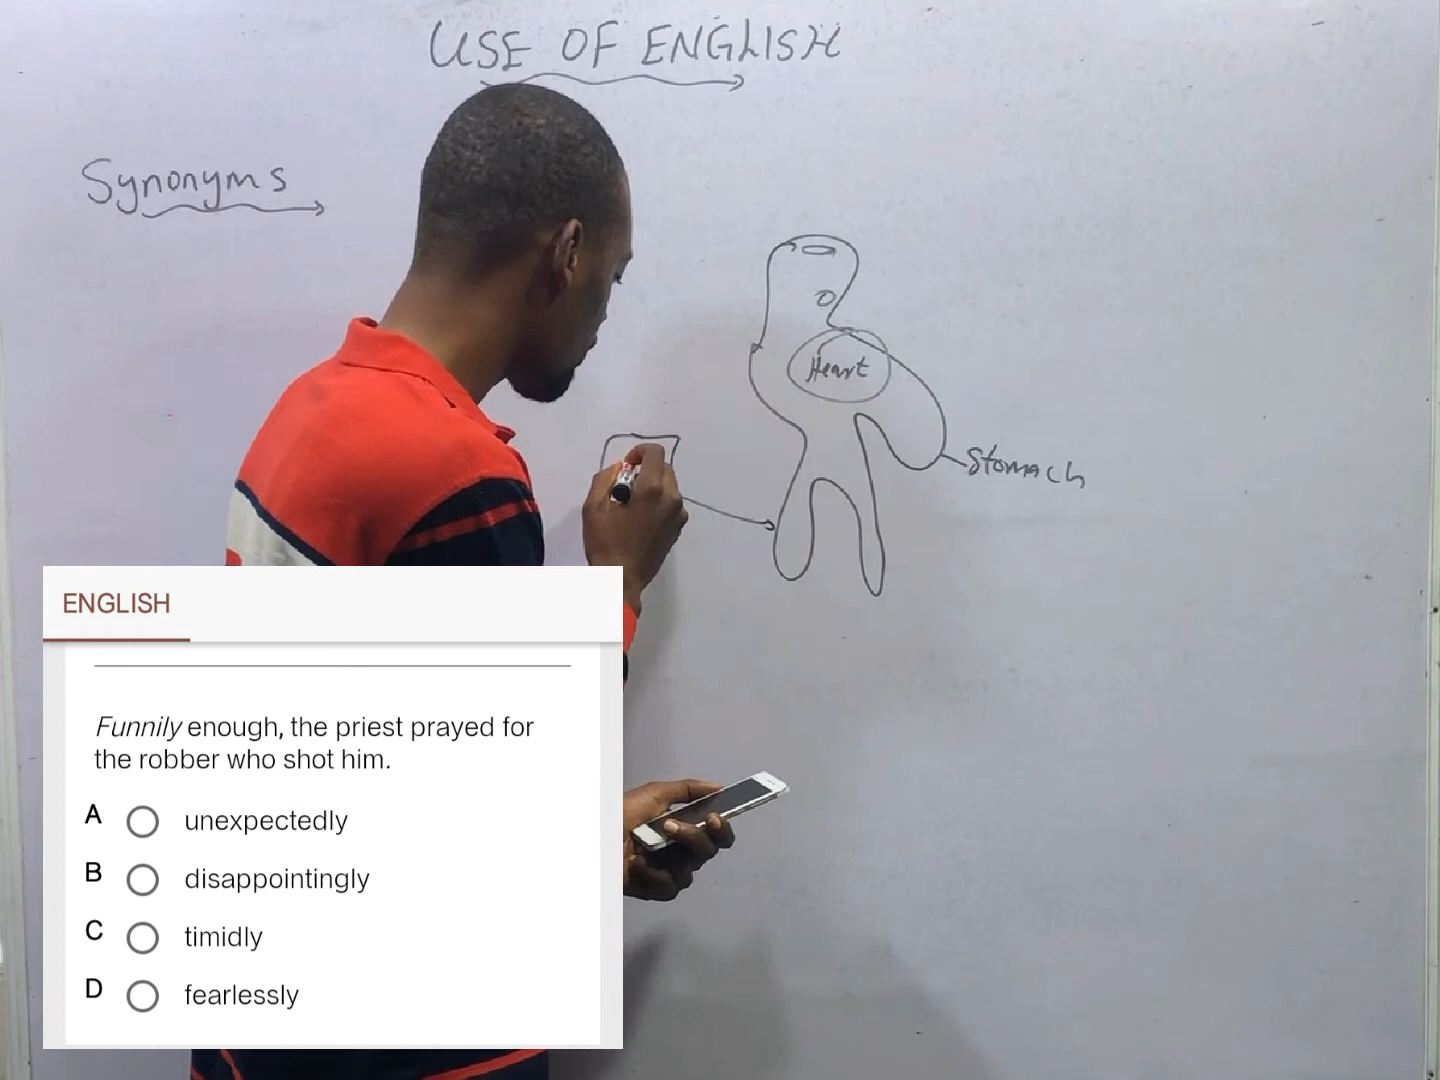 USE OF ENGLISH
Synonyms
Heart
Stomach
ENGLISH
Funnily enough, the priest prayed for
the robber who shot him.
A unexpectedly
B disappointingly
C timidly
D fearlessly